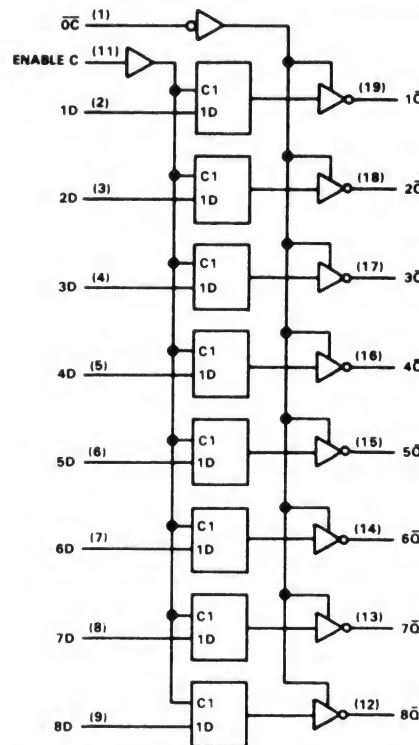 O̅C̅ (1)
ENABLE C (11)
C1 (19) 1Q̅
1D (2) 1D
(18) 2Q̅
C1
2D (3) 1D
(17) 3Q̅
C1
3D (4) 1D
(16) 4Q̅
C1
4D (5) 1D
(15) 5Q̅
C1
5D (6) 1D
(14) 6Q̅
C1
6D (7) 1D
(13) 7Q̅
C1
7D (8) 1D
(12) 8Q̅
C1
8D (9) 1D